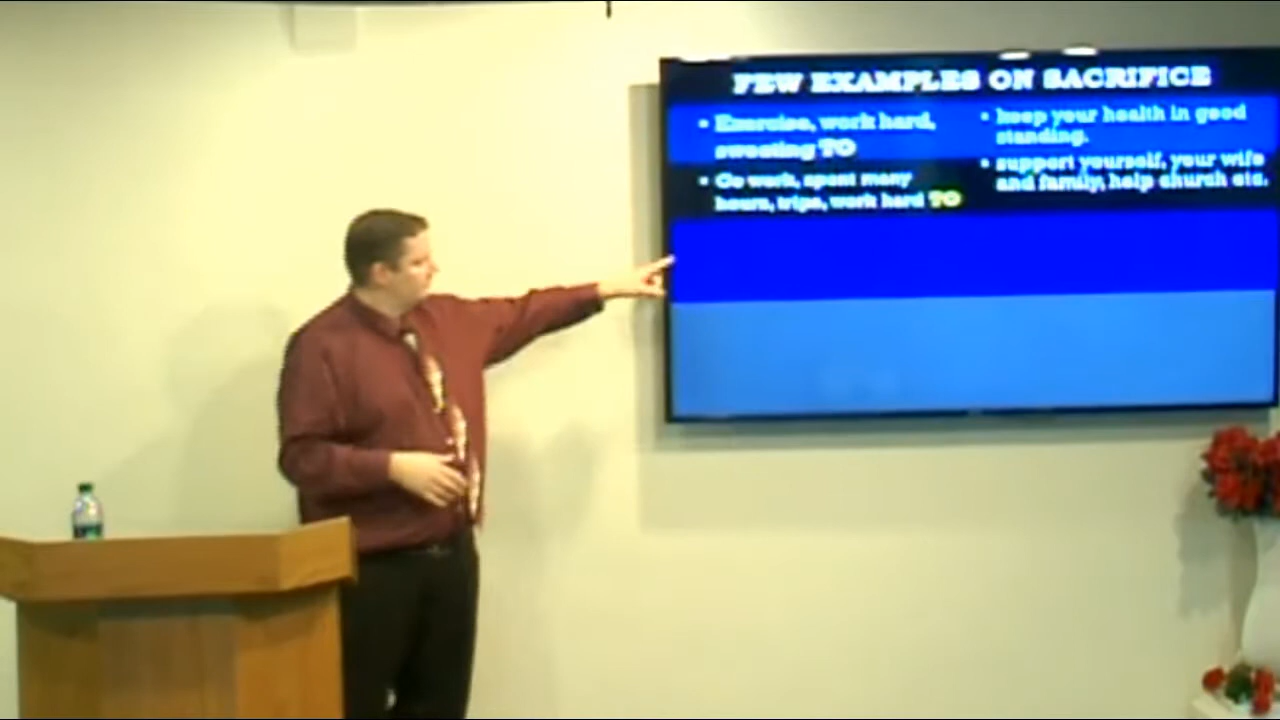 FEW EXAMPLES ON SACRIFICE
• Exercise, work hard,
sweating TO
• Go work, spent many
hours, trips, work hard TO
• keep your health in good
standing.
• support yourself, your wife
and family, help church etc.